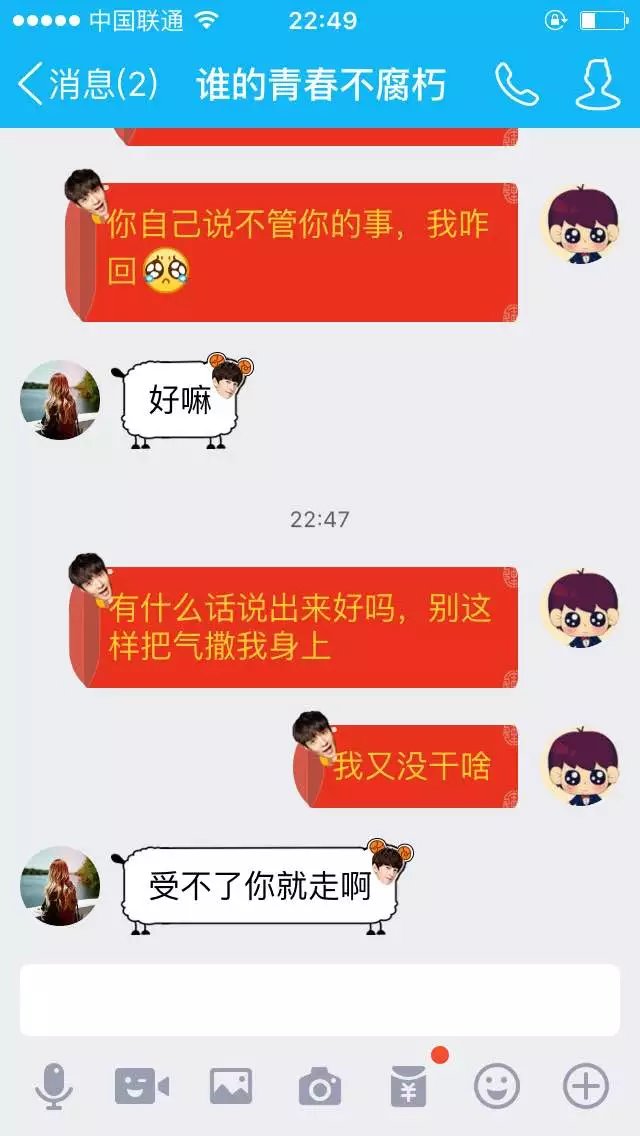 中国联通 22:49
消息(2) 谁的青春不腐朽
你自己说不管你的事，我咋
回
好嘛
22:47
有什么话说出来好吗，别这
样把气撒我身上
我又没干啥
受不了你就走啊
¥